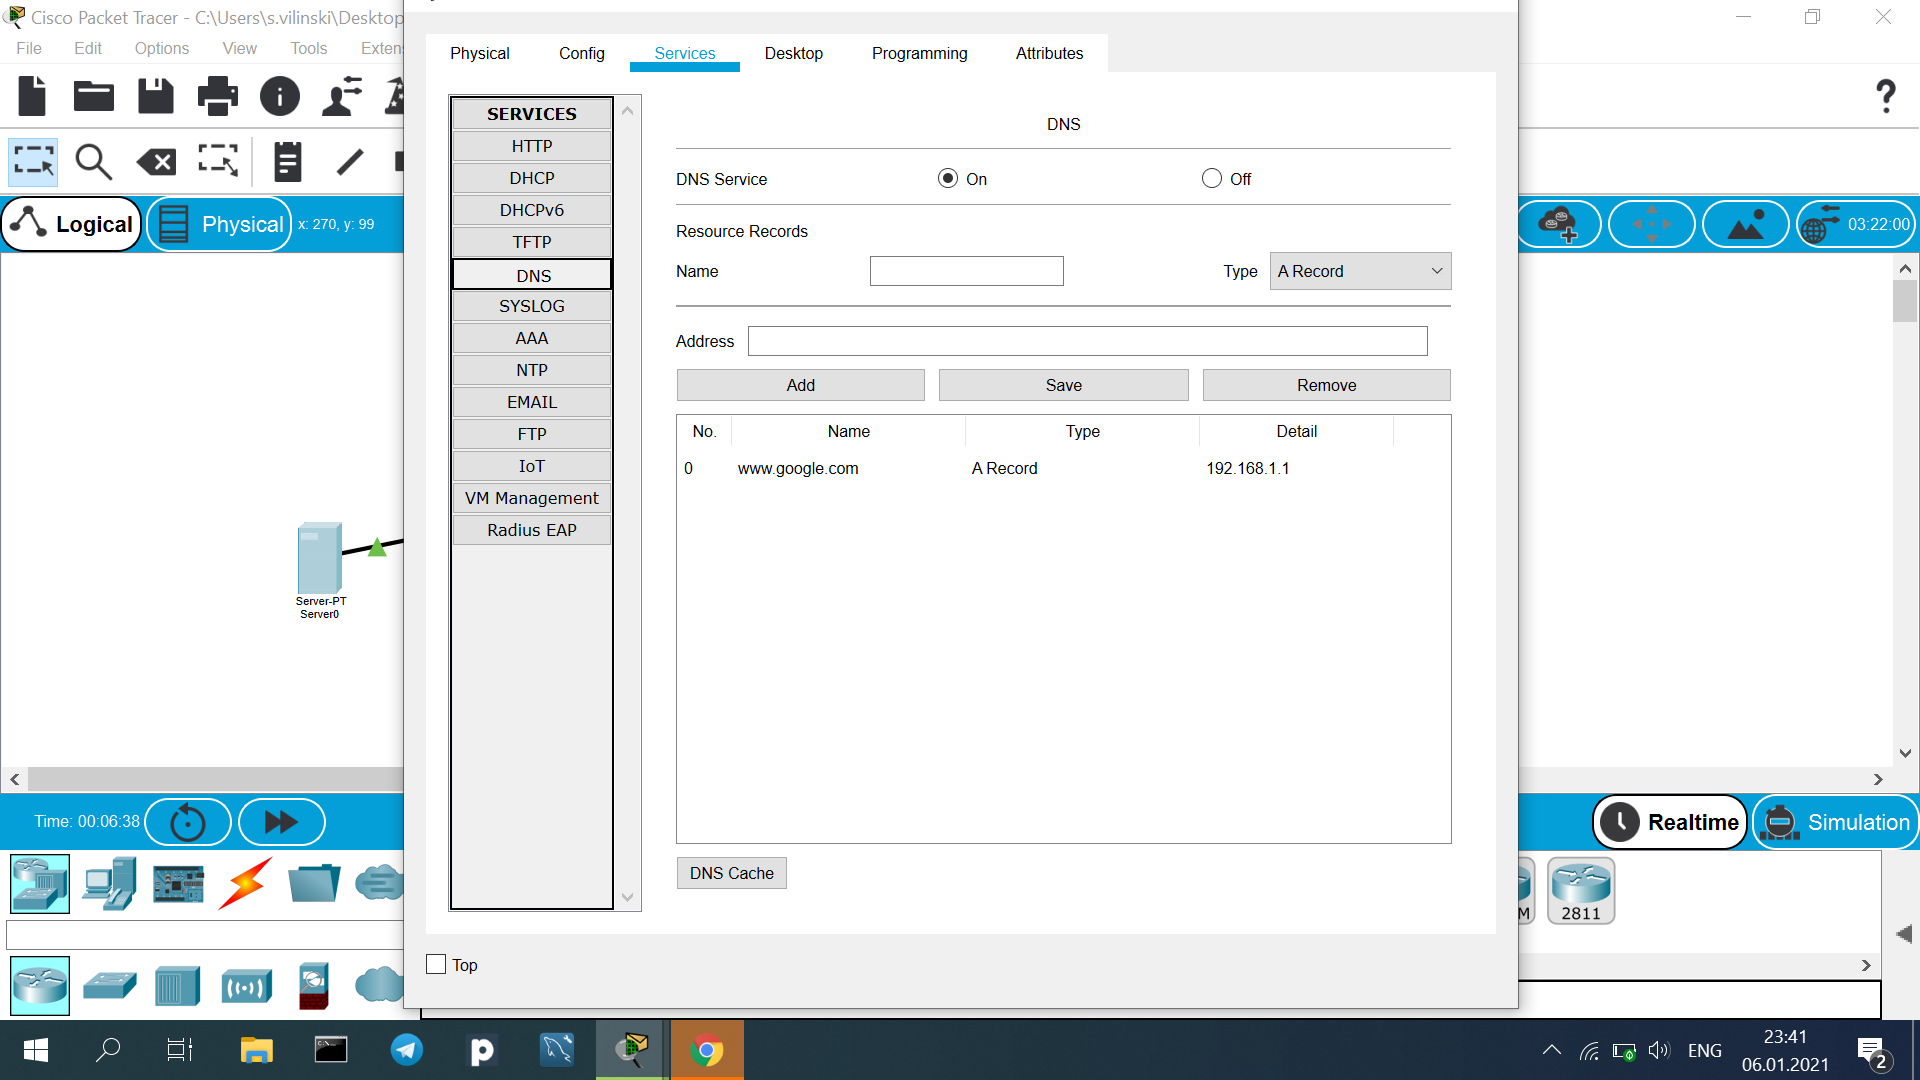 Cisco Packet Tracer - C:\Users\s.vilinski\Desktop
File Edit Options View Tools Exten
Physical Config Services Desktop Programming Attributes
Logical
Physical
x: 270, y: 99
03:22:00
SERVICES
HTTP
DHCP
DHCPv6
TFTP
DNS
SYSLOG
AAA
NTP
EMAIL
FTP
IoT
VM Management
Radius EAP
DNS
DNS Service On Off
Resource Records
Name Type A Record
Address
Add Save Remove
No. Name Type Detail
0 www.google.com A Record 192.168.1.1
DNS Cache
Top
Server-PT
Server0
Time: 00:06:38
Realtime
Simulation
M
2811
ENG
23:41
06.01.2021
2